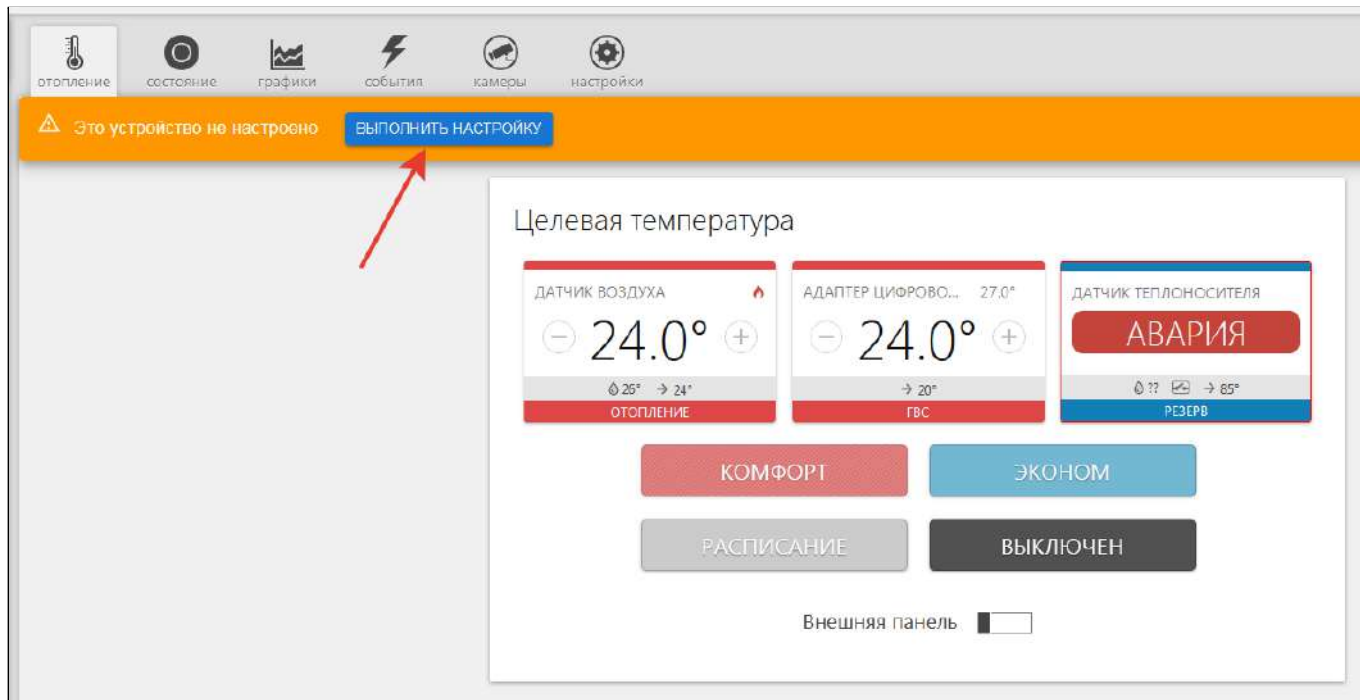 отопление
состояние
графики
события
камеры
настройки
Это устройство не настроено
ВЫПОЛНИТЬ НАСТРОЙКУ
Целевая температура
ДАТЧИК ВОЗДУХА
24.0°
26° → 24°
ОТОПЛЕНИЕ
АДАПТЕР ЦИФРОВО... 27.0°
24.0°
→ 20°
ГВС
ДАТЧИК ТЕПЛОНОСИТЕЛЯ
АВАРИЯ
?? → 85°
РЕЗЕРВ
КОМФОРТ
ЭКОНОМ
РАСПИСАНИЕ
ВЫКЛЮЧЕН
Внешняя панель